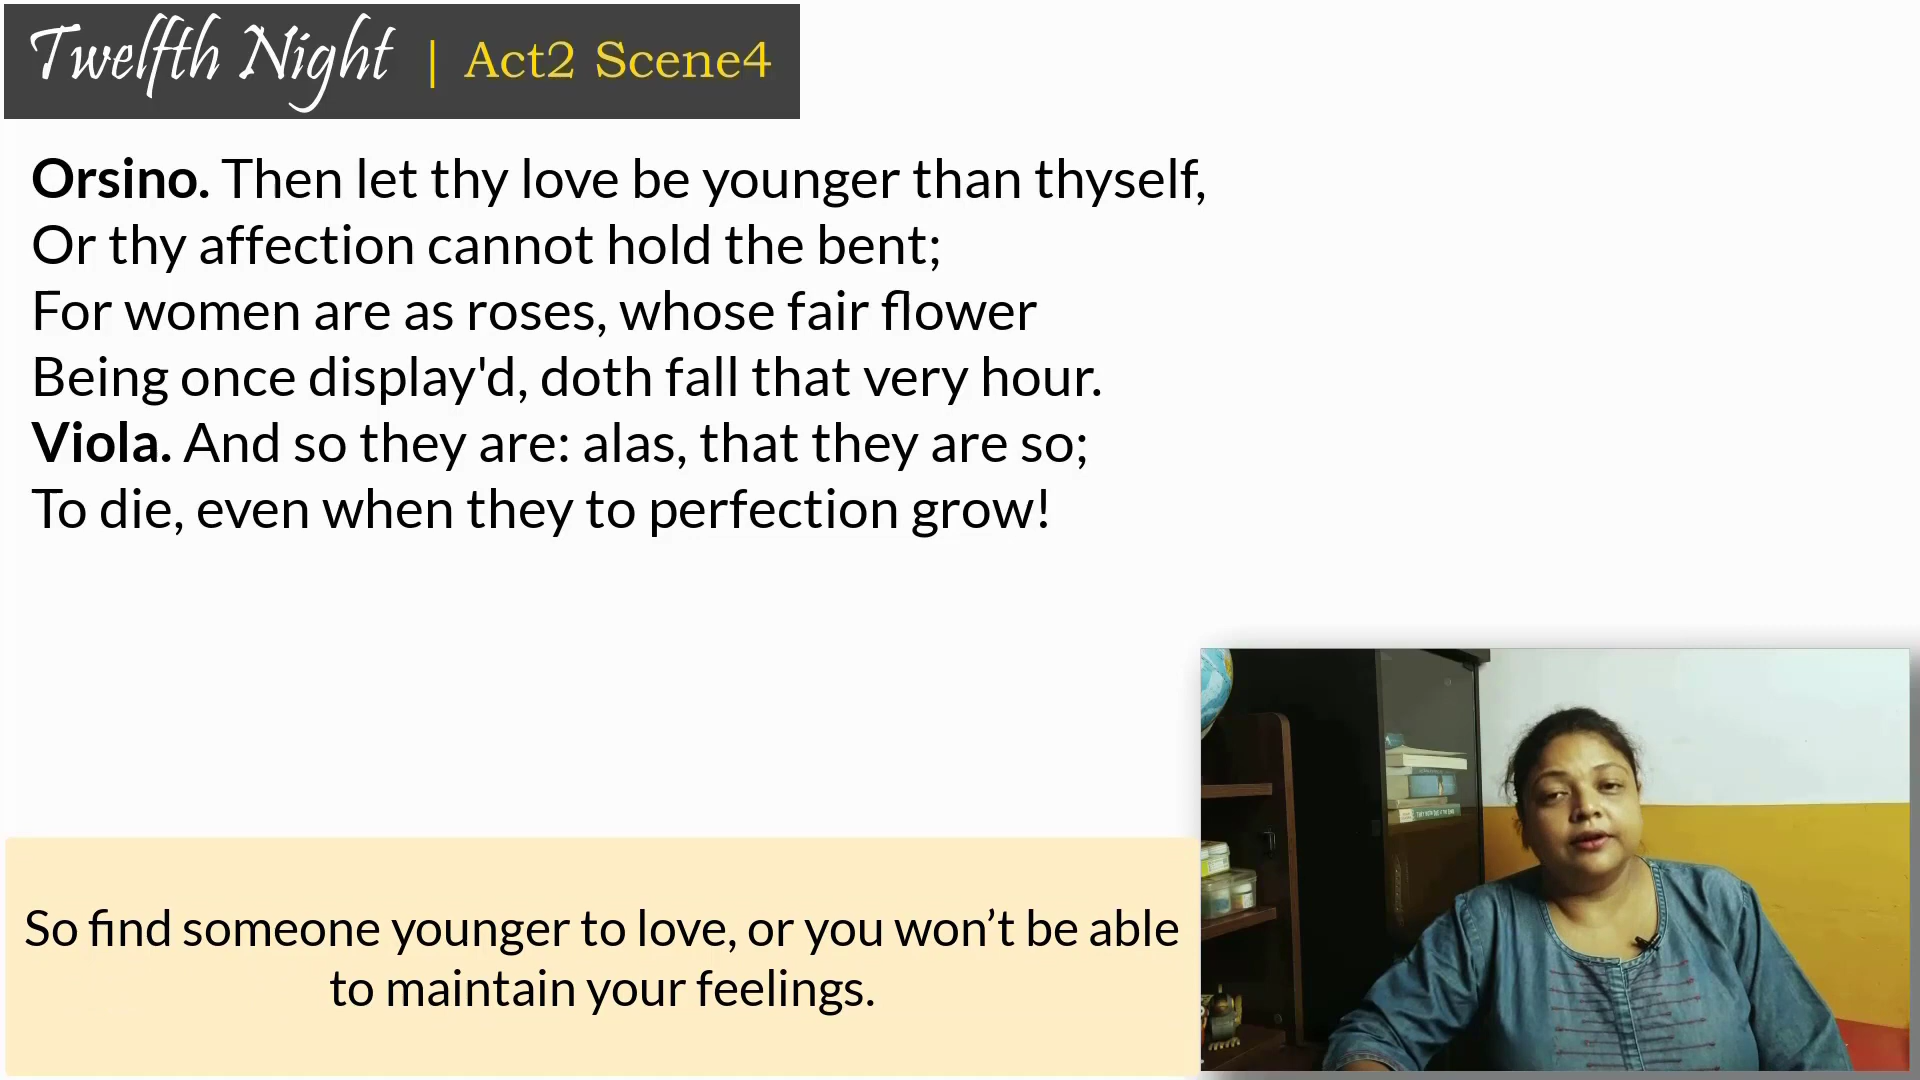 Twelfth Night | Act2 Scene4
Orsino. Then let thy love be younger than thyself,
Or thy affection cannot hold the bent;
For women are as roses, whose fair flower
Being once display'd, doth fall that very hour.
Viola. And so they are: alas, that they are so;
To die, even when they to perfection grow!
So find someone younger to love, or you won’t be able
to maintain your feelings.